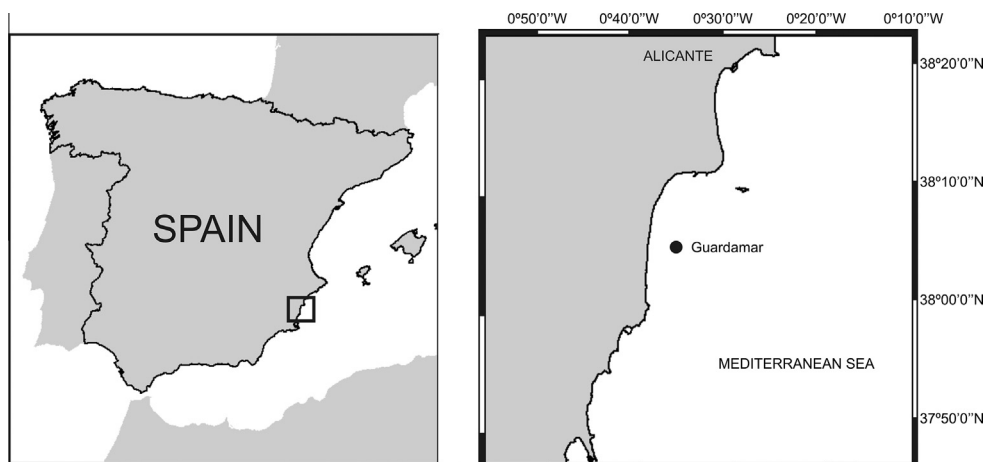 SPAIN
0º50'0''W 0º40'0''W 0º30'0''W 0º20'0''W 0º10'0''W
ALICANTE
38º20'0"N
38º10'0"N
Guardamar
38º00'0"N
MEDITERRANEAN SEA
37º50'0"N